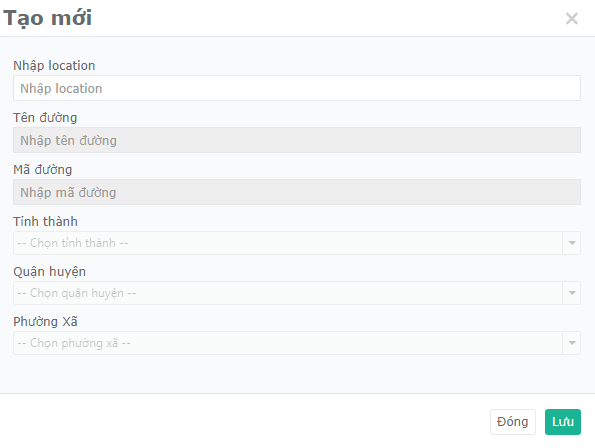 Tạo mới
Nhập location
Nhập location
Tên đường
Nhập tên đường
Mã đường
Nhập mã đường
Tỉnh thành
-- Chọn tỉnh thành --
Quận huyện
-- Chọn quận huyện --
Phường Xã
-- Chọn phường xã --
Đóng Lưu